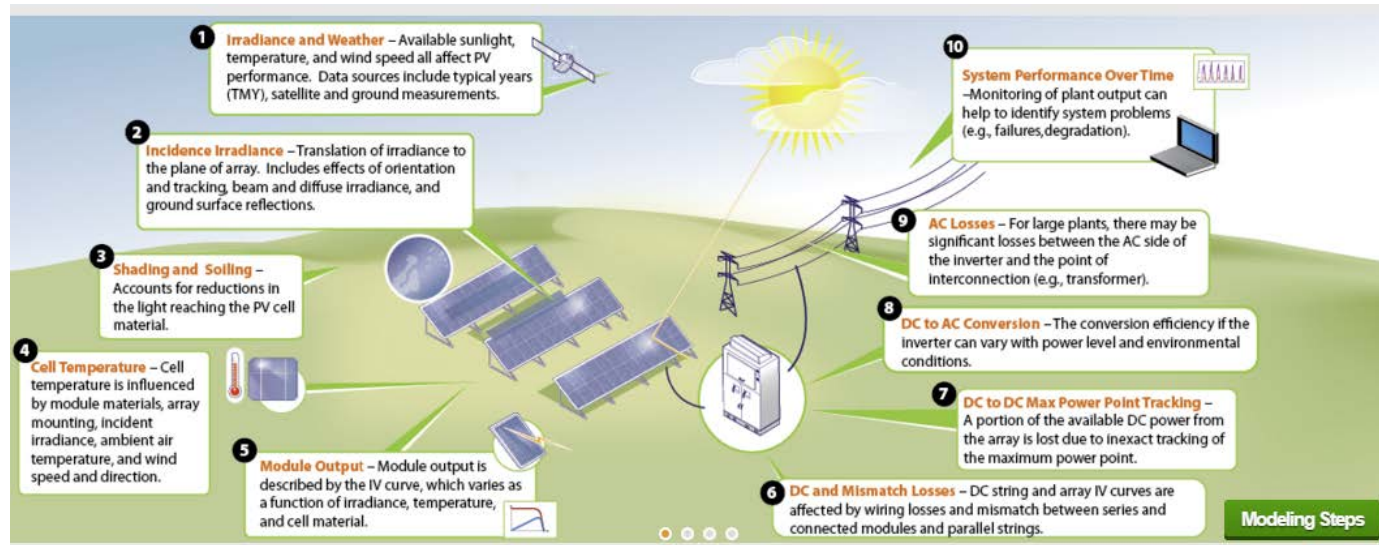 1
Irradiance and Weather – Available sunlight,
temperature, and wind speed all affect PV
performance. Data sources include typical years
(TMY), satellite and ground measurements.
2
Incidence Irradiance –Translation of irradiance to
the plane of array. Includes effects of orientation
and tracking, beam and diffuse irradiance, and
ground surface reflections.
3
Shading and Soiling –
Accounts for reductions in
the light reaching the PV cell
material.
4
Cell Temperature – Cell
temperature is influenced
by module materials, array
mounting, incident
irradiance, ambient air
temperature, and wind
speed and direction.
5
Module Output – Module output is
described by the IV curve, which varies as
a function of irradiance, temperature,
and cell material.
6
DC and Mismatch Losses – DC string and array IV curves are
affected by wiring losses and mismatch between series and
connected modules and parallel strings.
7
DC to DC Max Power Point Tracking –
A portion of the available DC power from
the array is lost due to inexact tracking of
the maximum power point.
8
DC to AC Conversion – The conversion efficiency if the
inverter can vary with power level and environmental
conditions.
9
AC Losses – For large plants, there may be
significant losses between the AC side of
the inverter and the point of
interconnection (e.g., transformer).
10
System Performance Over Time
–Monitoring of plant output can
help to identify system problems
(e.g., failures,degradation).
Modeling Steps